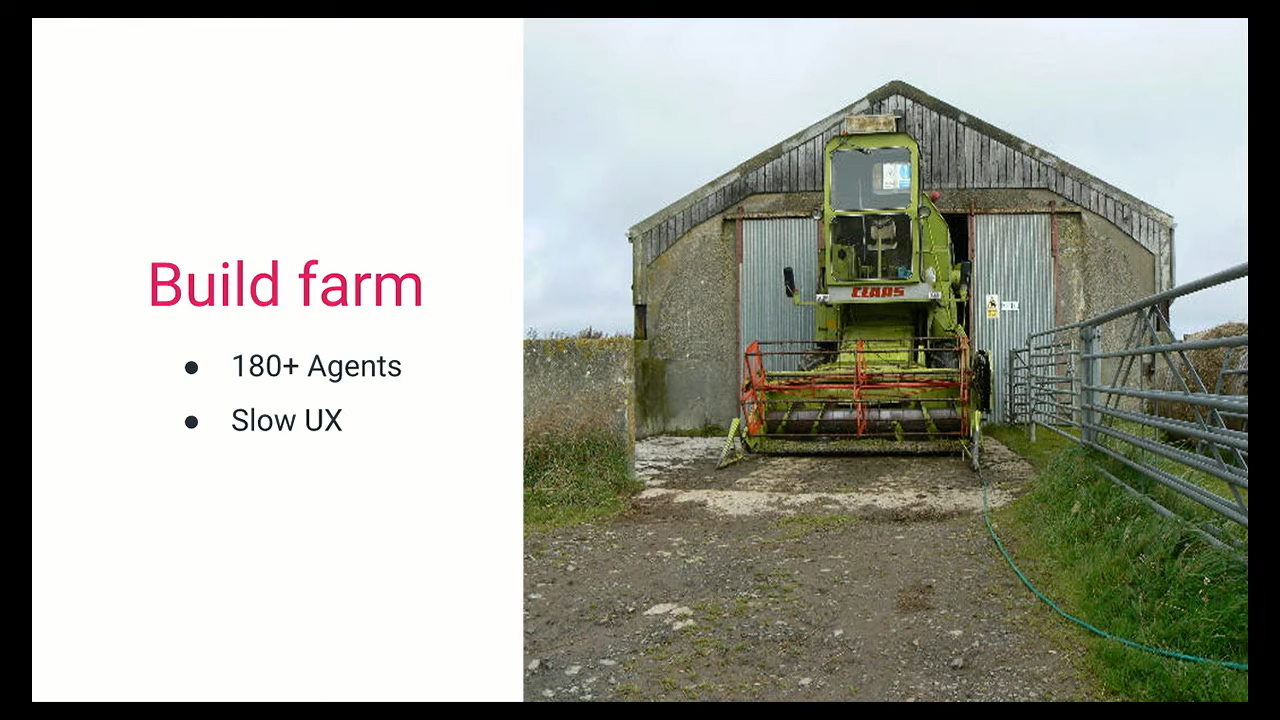 Build farm
● 180+ Agents
● Slow UX
CLAAS